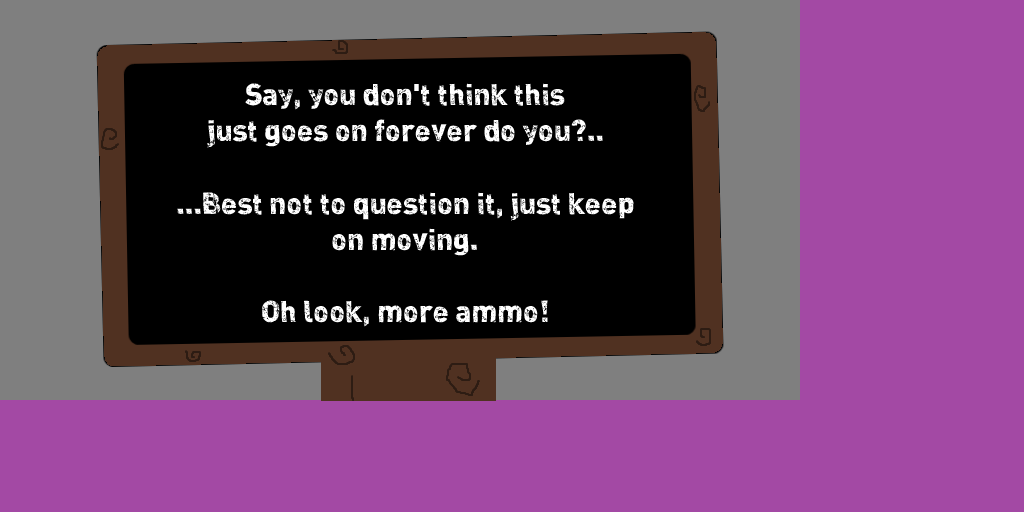 Say, you don't think this
just goes on forever do you?..
...Best not to question it, just keep
on moving.
Oh look, more ammo!